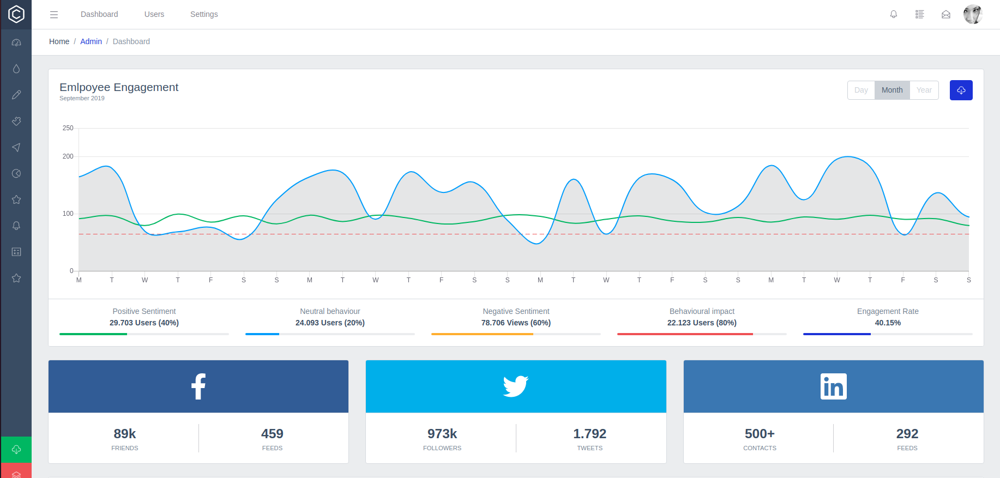 Dashboard Users Settings
Home / Admin / Dashboard
Emlpoyee Engagement
September 2019
Day Month Year
250
200
100
0
M T W T F S S M T W T F S S M T W T F S S M T W T F S S
Positive Sentiment
29.703 Users (40%)
Neutral behaviour
24.093 Users (20%)
Negative Sentiment
78.706 Views (60%)
Behavioural impact
22.123 Users (80%)
Engagement Rate
40.15%
f
in
89k
FRIENDS
459
FEEDS
973k
FOLLOWERS
1.792
TWEETS
500+
CONTACTS
292
FEEDS